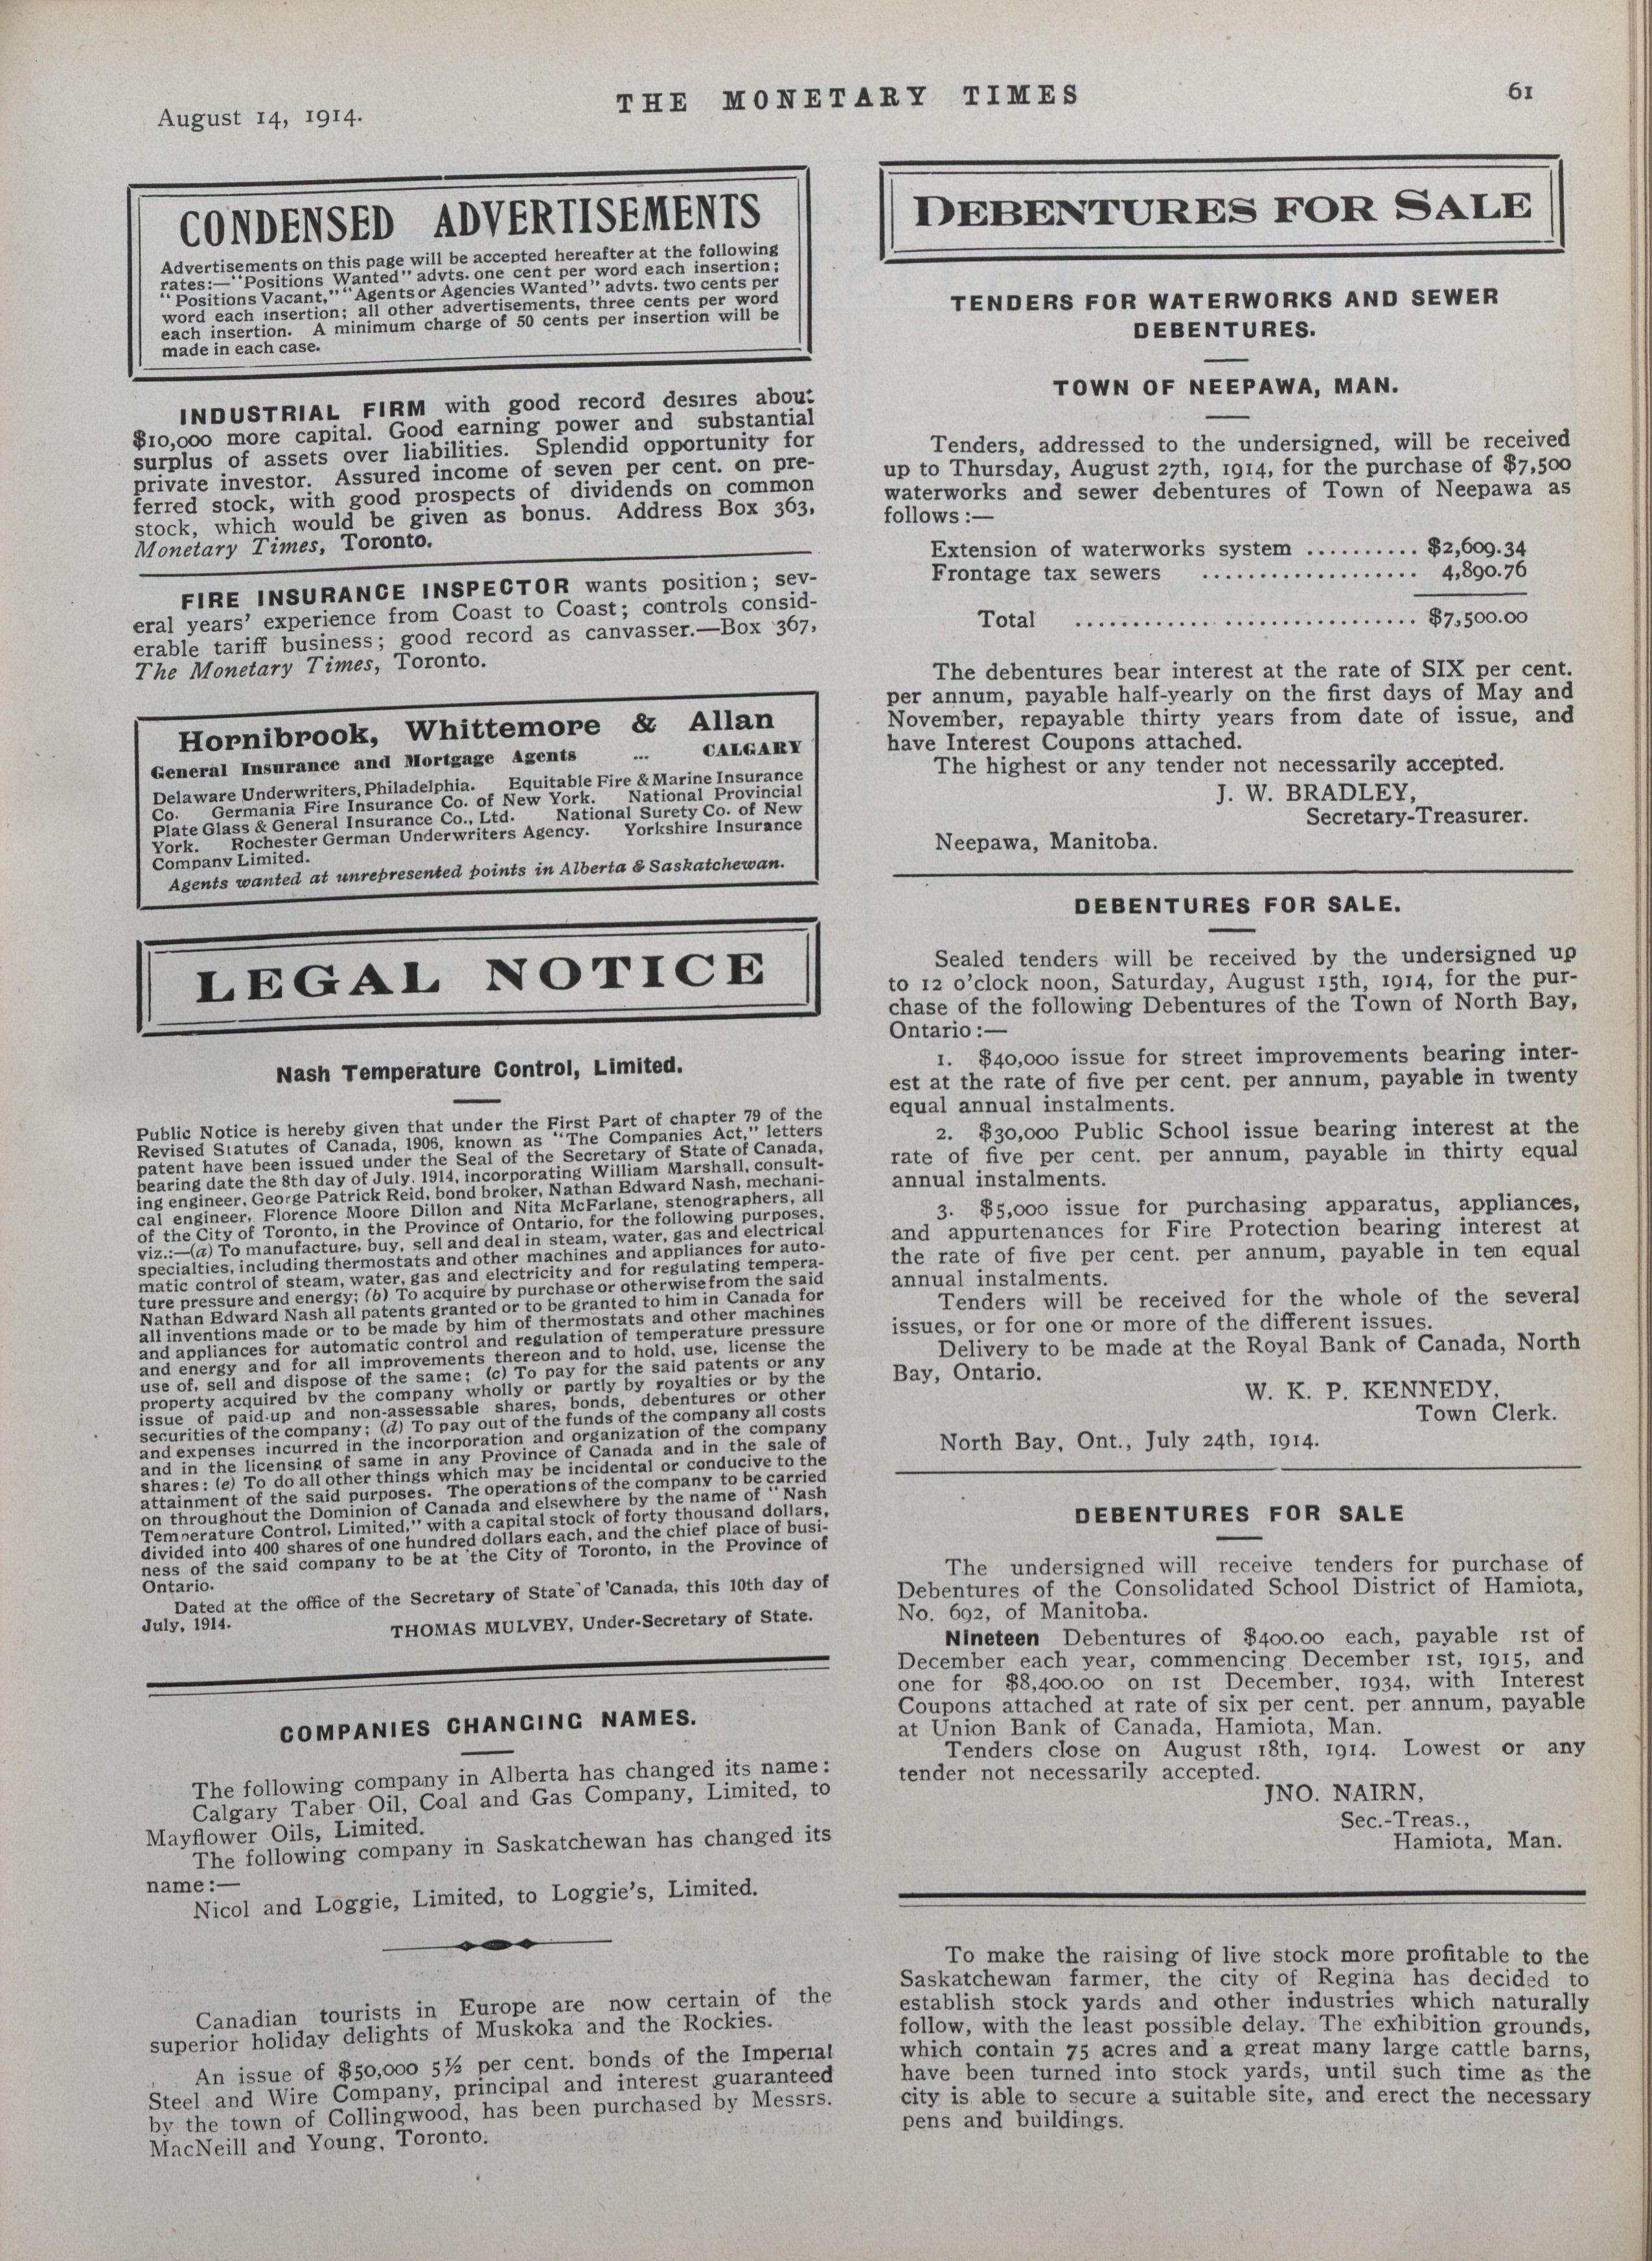 August 14, 1914.
THE MONETARY TIMES
61
CONDENSED ADVERTISEMENTS
Advertisements on this page will be accepted hereafter at the following
rates:—"Positions Wanted" advts. one cent per word each insertion;
"Positions Vacant," "Agents or Agencies Wanted" advts. two cents per
word each insertion; all other advertisements, three cents per word
each insertion. A minimum charge of 50 cents per insertion will be
made in each case.
INDUSTRIAL FIRM with good record desires about
$10,000 more capital. Good earning power and substantial
surplus of assets over liabilities. Splendid opportunity for
private investor. Assured income of seven per cent. on pre-
ferred stock, with good prospects of dividends on common
stock, which would be given as bonus. Address Box 363,
Monetary Times, Toronto.
FIRE INSURANCE INSPECTOR wants position; sev-
eral years' experience from Coast to Coast; controls consid-
erable tariff business; good record as canvasser.—Box 367,
The Monetary Times, Toronto.
Hornibrook, Whittemore & Allan
General Insurance and Mortgage Agents ... CALGARY
Delaware Underwriters, Philadelphia. Equitable Fire & Marine Insurance
Co. Germania Fire Insurance Co. of New York. National Provincial
Plate Glass & General Insurance Co., Ltd. National Surety Co. of New
York. Rochester German Underwriters Agency. Yorkshire Insurance
Company Limited.
Agents wanted at unrepresented points in Alberta & Saskatchewan.
LEGAL NOTICE
Nash Temperature Control, Limited.
Public Notice is hereby given that under the First Part of chapter 79 of the
Revised Statutes of Canada, 1906, known as "The Companies Act," letters
patent have been issued under the Seal of the Secretary of State of Canada,
bearing date the 8th day of July. 1914, incorporating William Marshall, consult-
ing engineer, George Patrick Reid, bond broker, Nathan Edward Nash, mechani-
cal engineer, Florence Moore Dillon and Nita McFarlane, stenographers, all
of the City of Toronto, in the Province of Ontario, for the following purposes,
viz.:—(a) To manufacture, buy, sell and deal in steam, water, gas and electrical
specialties, including thermostats and other machines and appliances for auto-
matic control of steam, water, gas and electricity and for regulating tempera-
ture pressure and energy; (b) To acquire by purchase or otherwise from the said
Nathan Edward Nash all patents granted or to be granted to him in Canada for
all inventions made or to be made by him of thermostats and other machines
and appliances for automatic control and regulation of temperature pressure
and energy and for all improvements thereon and to hold, use, license the
use of, sell and dispose of the same; (c) To pay for the said patents or any
property acquired by the company wholly or partly by royalties or by the
issue of paid-up and non-assessable shares, bonds, debentures or other
securities of the company; (d) To pay out of the funds of the company all costs
and expenses incurred in the incorporation and organization of the company
and in the licensing of same in any Province of Canada and in the sale of
shares: (e) To do all other things which may be incidental or conducive to the
attainment of the said purposes. The operations of the company to be carried
on throughout the Dominion of Canada and elsewhere by the name of "Nash
Temperature Control, Limited," with a capital stock of forty thousand dollars,
divided into 400 shares of one hundred dollars each, and the chief place of busi-
ness of the said company to be at the City of Toronto, in the Province of
Ontario.
Dated at the office of the Secretary of State of Canada, this 10th day of
July, 1914.
THOMAS MULVEY, Under-Secretary of State.
COMPANIES CHANGING NAMES.
The following company in Alberta has changed its name:
Calgary Taber Oil, Coal and Gas Company, Limited, to
Mayflower Oils, Limited.
The following company in Saskatchewan has changed its
name:—
Nicol and Loggie, Limited, to Loggie's, Limited.
Canadian tourists in Europe are now certain of the
superior holiday delights of Muskoka and the Rockies.
An issue of $50,000 5½ per cent. bonds of the Imperial
Steel and Wire Company, principal and interest guaranteed
by the town of Collingwood, has been purchased by Messrs.
MacNeill and Young, Toronto.
DEBENTURES FOR SALE
TENDERS FOR WATERWORKS AND SEWER
DEBENTURES.
TOWN OF NEEPAWA, MAN.
Tenders, addressed to the undersigned, will be received
up to Thursday, August 27th, 1914, for the purchase of $7,500
waterworks and sewer debentures of Town of Neepawa as
follows:—
Extension of waterworks system .......... $2,609.34
Frontage tax sewers ................... 4,890.76
Total ............................... $7,500.00
The debentures bear interest at the rate of SIX per cent.
per annum, payable half-yearly on the first days of May and
November, repayable thirty years from date of issue, and
have Interest Coupons attached.
The highest or any tender not necessarily accepted.
J. W. BRADLEY,
Secretary-Treasurer.
Neepawa, Manitoba.
DEBENTURES FOR SALE.
Sealed tenders will be received by the undersigned up
to 12 o'clock noon, Saturday, August 15th, 1914, for the pur-
chase of the following Debentures of the Town of North Bay,
Ontario:—
1. $40,000 issue for street improvements bearing inter-
est at the rate of five per cent. per annum, payable in twenty
equal annual instalments.
2. $30,000 Public School issue bearing interest at the
rate of five per cent. per annum, payable in thirty equal
annual instalments.
3. $5,000 issue for purchasing apparatus, appliances,
and appurtenances for Fire Protection bearing interest at
the rate of five per cent. per annum, payable in ten equal
annual instalments.
Tenders will be received for the whole of the several
issues, or for one or more of the different issues.
Delivery to be made at the Royal Bank of Canada, North
Bay, Ontario.
W. K. P. KENNEDY,
Town Clerk.
North Bay, Ont., July 24th, 1914.
DEBENTURES FOR SALE
The undersigned will receive tenders for purchase of
Debentures of the Consolidated School District of Hamiota,
No. 692, of Manitoba.
Nineteen Debentures of $400.00 each, payable 1st of
December each year, commencing December 1st, 1915, and
one for $8,400.00 on 1st December, 1934, with Interest
Coupons attached at rate of six per cent. per annum, payable
at Union Bank of Canada, Hamiota, Man.
Tenders close on August 18th, 1914. Lowest or any
tender not necessarily accepted.
JNO. NAIRN,
Sec.-Treas.,
Hamiota, Man.
To make the raising of live stock more profitable to the
Saskatchewan farmer, the city of Regina has decided to
establish stock yards and other industries which naturally
follow, with the least possible delay. The exhibition grounds,
which contain 75 acres and a great many large cattle barns,
have been turned into stock yards, until such time as the
city is able to secure a suitable site, and erect the necessary
pens and buildings.